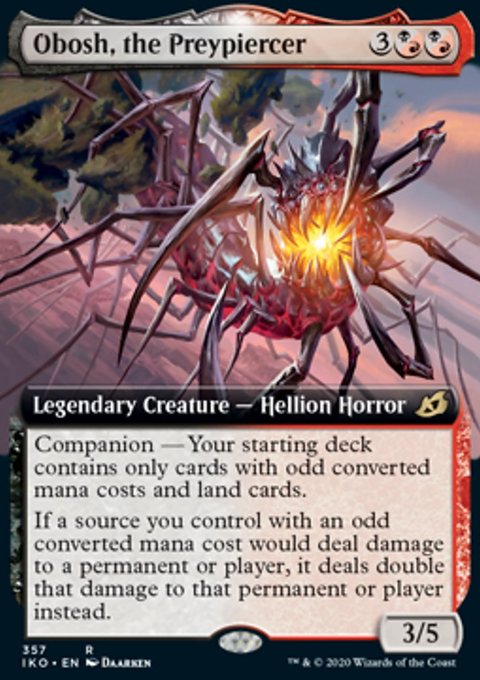 Obosh, the Preypiercer 3
Legendary Creature — Hellion Horror
Companion — Your starting deck
contains only cards with odd converted
mana costs and land cards.
If a source you control with an odd
converted mana cost would deal damage
to a permanent or player, it deals double
that damage to that permanent or player
instead.
3/5
357 R
IKO • EN Daarken
™ & © 2020 Wizards of the Coast